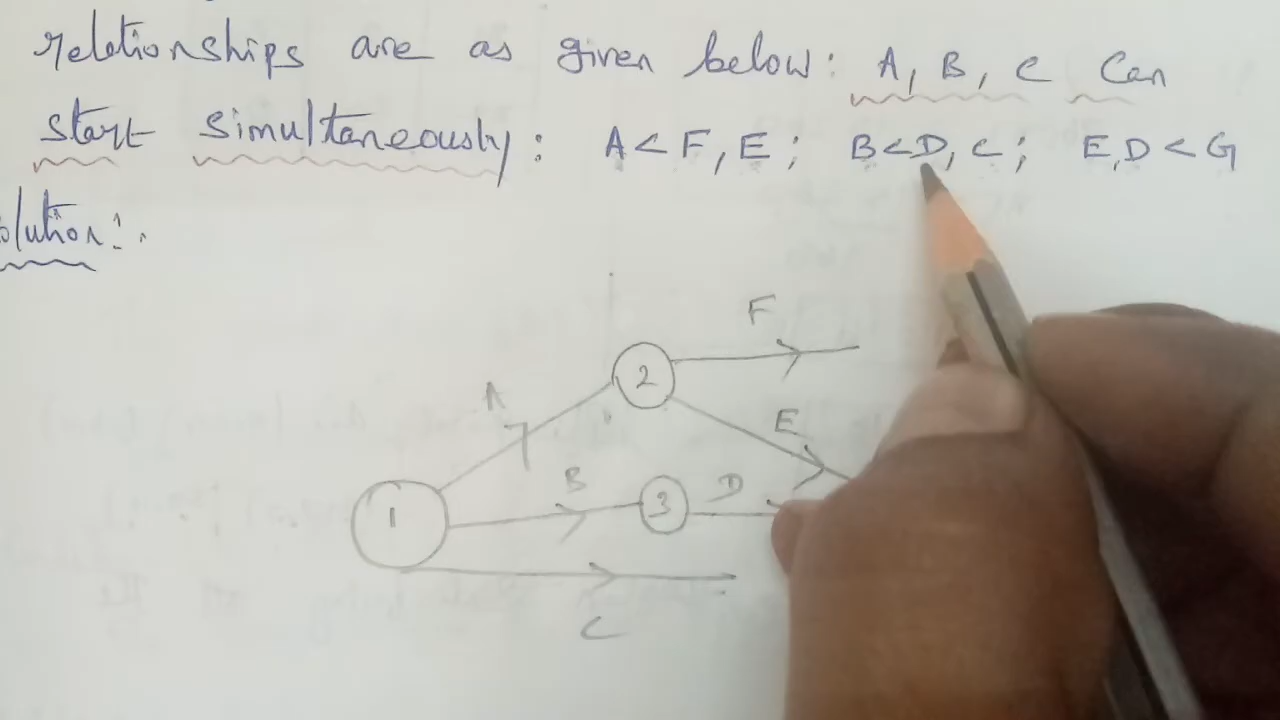 relationships are as given below: A, B, C Can
start simultaneously: A<F, E; B<D, C; E,D<G
olution:.
F
A
2
E
B
D
1
3
C